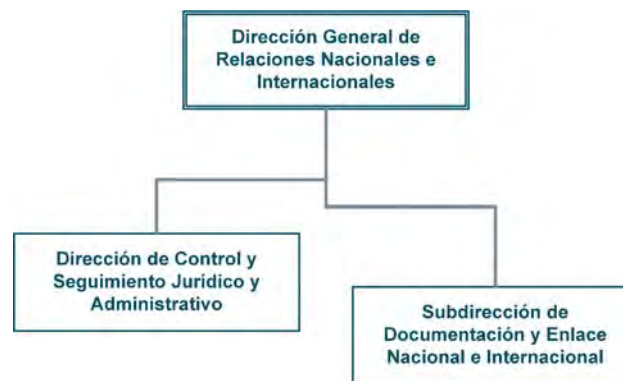 Dirección General de
Relaciones Nacionales e
Internacionales
Dirección de Control y
Seguimiento Jurídico y
Administrativo
Subdirección de
Documentación y Enlace
Nacional e Internacional